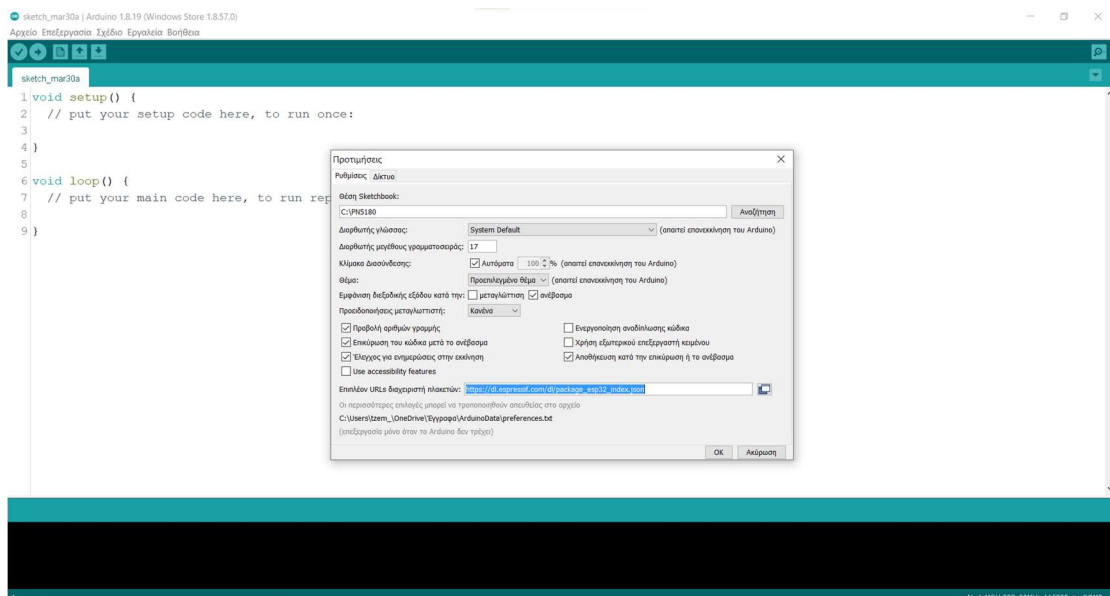 sketch_mar30a | Arduino 1.8.19 (Windows Store 1.8.57.0)
Αρχείο Επεξεργασία Σχέδιο Εργαλεία Βοήθεια
sketch_mar30a
1 void setup() {
2 // put your setup code here, to run once:
3
4 }
5
6 void loop() {
7 // put your main code here, to run rep
8
9 }
Προτιμήσεις
Ρυθμίσεις Δίκτυο
Θέση Sketchbook:
C:\PN5180 Αναζήτηση
Διορθωτής γλώσσας: System Default (απαιτεί επανεκκίνηση του Arduino)
Διορθωτής μεγέθους γραμματοσειράς: 17
Κλίμακα Διασύνδεσης: Αυτόματα 100 % (απαιτεί επανεκκίνηση του Arduino)
Θέμα: Προεπιλεγμένο θέμα (απαιτεί επανεκκίνηση του Arduino)
Εμφάνιση διεξοδικής εξόδου κατά την: μεταγλώττιση ανέβασμα
Προειδοποιήσεις μεταγλωττιστή: Κανένα
Προβολή αριθμών γραμμής Ενεργοποίηση αναδίπλωσης κώδικα
Επικύρωση του κώδικα μετά το ανέβασμα Χρήση εξωτερικού επεξεργαστή κειμένου
Έλεγχος για ενημερώσεις στην εκκίνηση Αποθήκευση κατά την επικύρωση ή το ανέβασμα
Use accessibility features
Επιπλέον URLs διαχειριστή πλακετών: https://dl.espressif.com/dl/package_esp32_index.json
Οι περισσότερες επιλογές μπορεί να τροποποιηθούν απευθείας στο αρχείο
C:\Users\tzem_\OneDrive\Έγγραφα\ArduinoData\preferences.txt
(επεξεργασία μόνο όταν το Arduino δεν τρέχει)
OK Ακύρωση